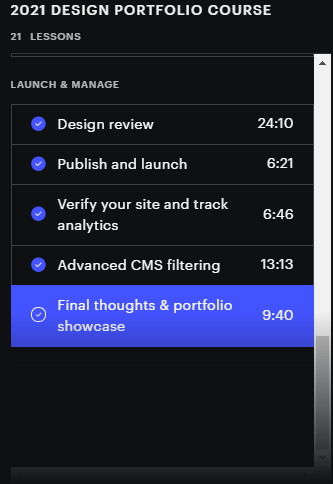 2021 DESIGN PORTFOLIO COURSE
21 LESSONS
LAUNCH & MANAGE
Design review 24:10
Publish and launch 6:21
Verify your site and track
analytics 6:46
Advanced CMS filtering 13:13
Final thoughts & portfolio
showcase 9:40